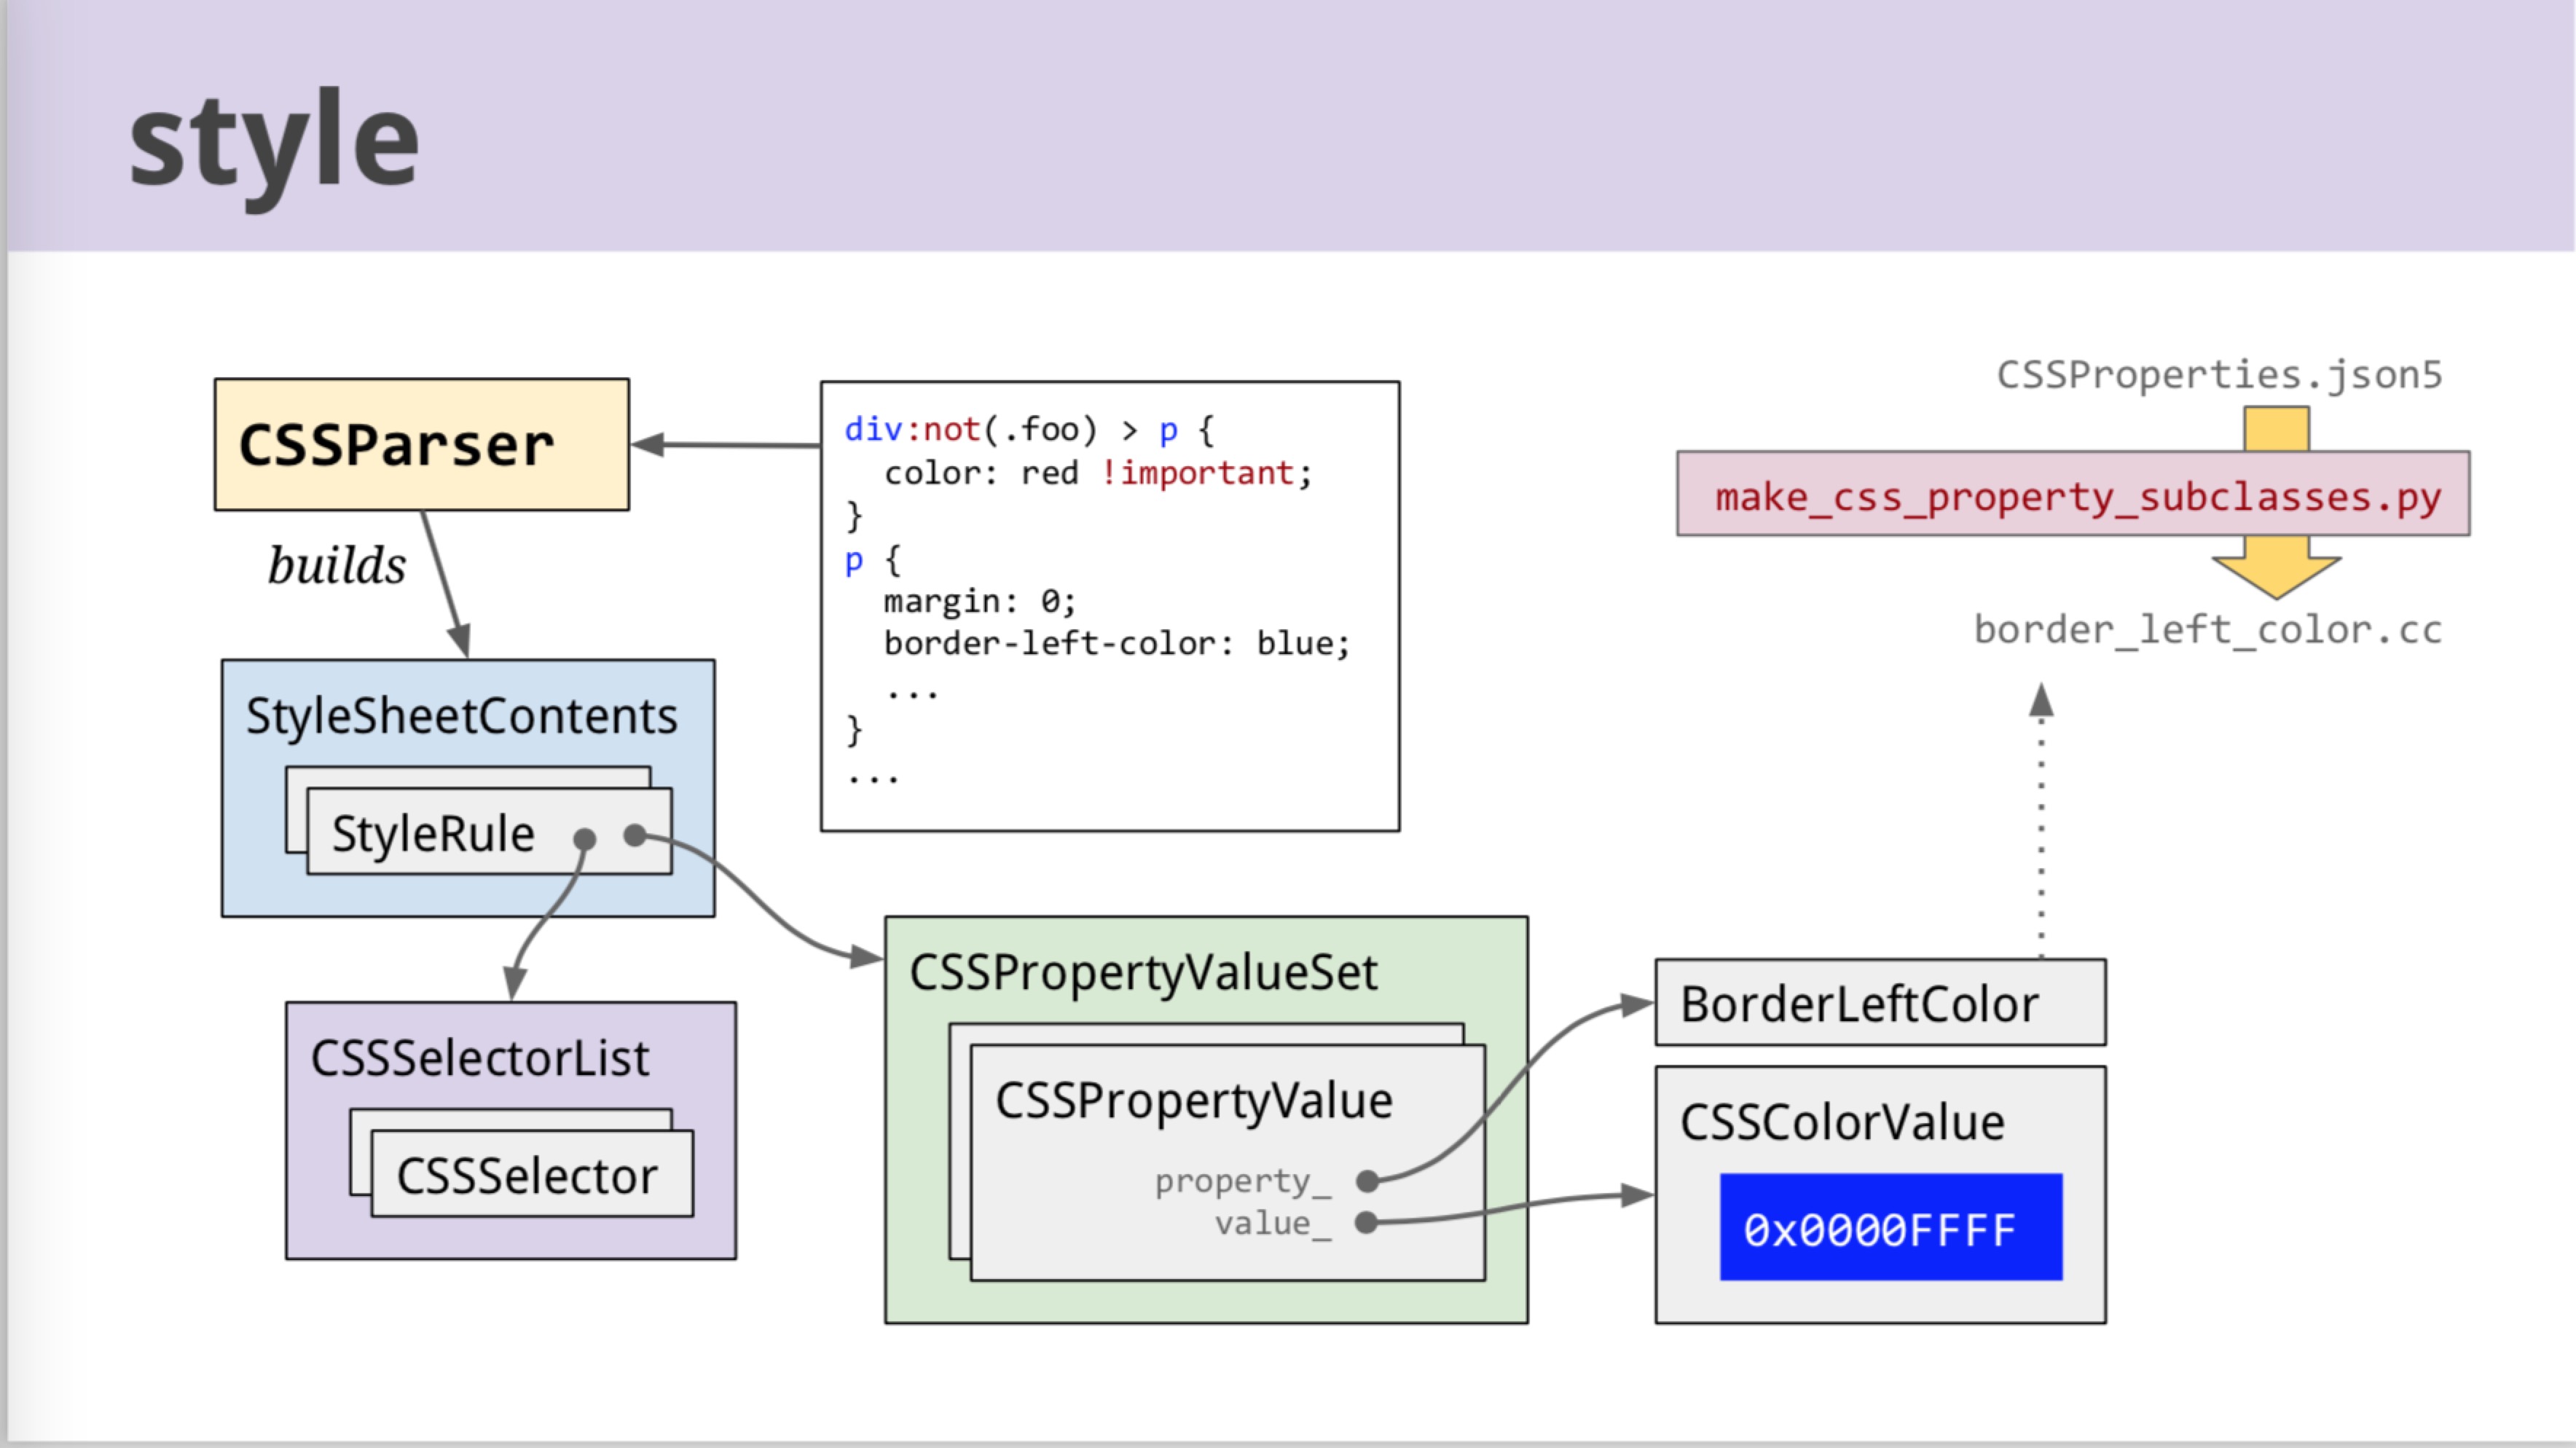 style
CSSParser
builds
div:not(.foo) > p {
  color: red !important;
}
p {
  margin: 0;
  border-left-color: blue;
  ...
}
...
CSSProperties.json5
make_css_property_subclasses.py
border_left_color.cc
StyleSheetContents
StyleRule
CSSSelectorList
CSSSelector
CSSPropertyValueSet
CSSPropertyValue
property_
value_
BorderLeftColor
CSSColorValue
0x0000FFFF